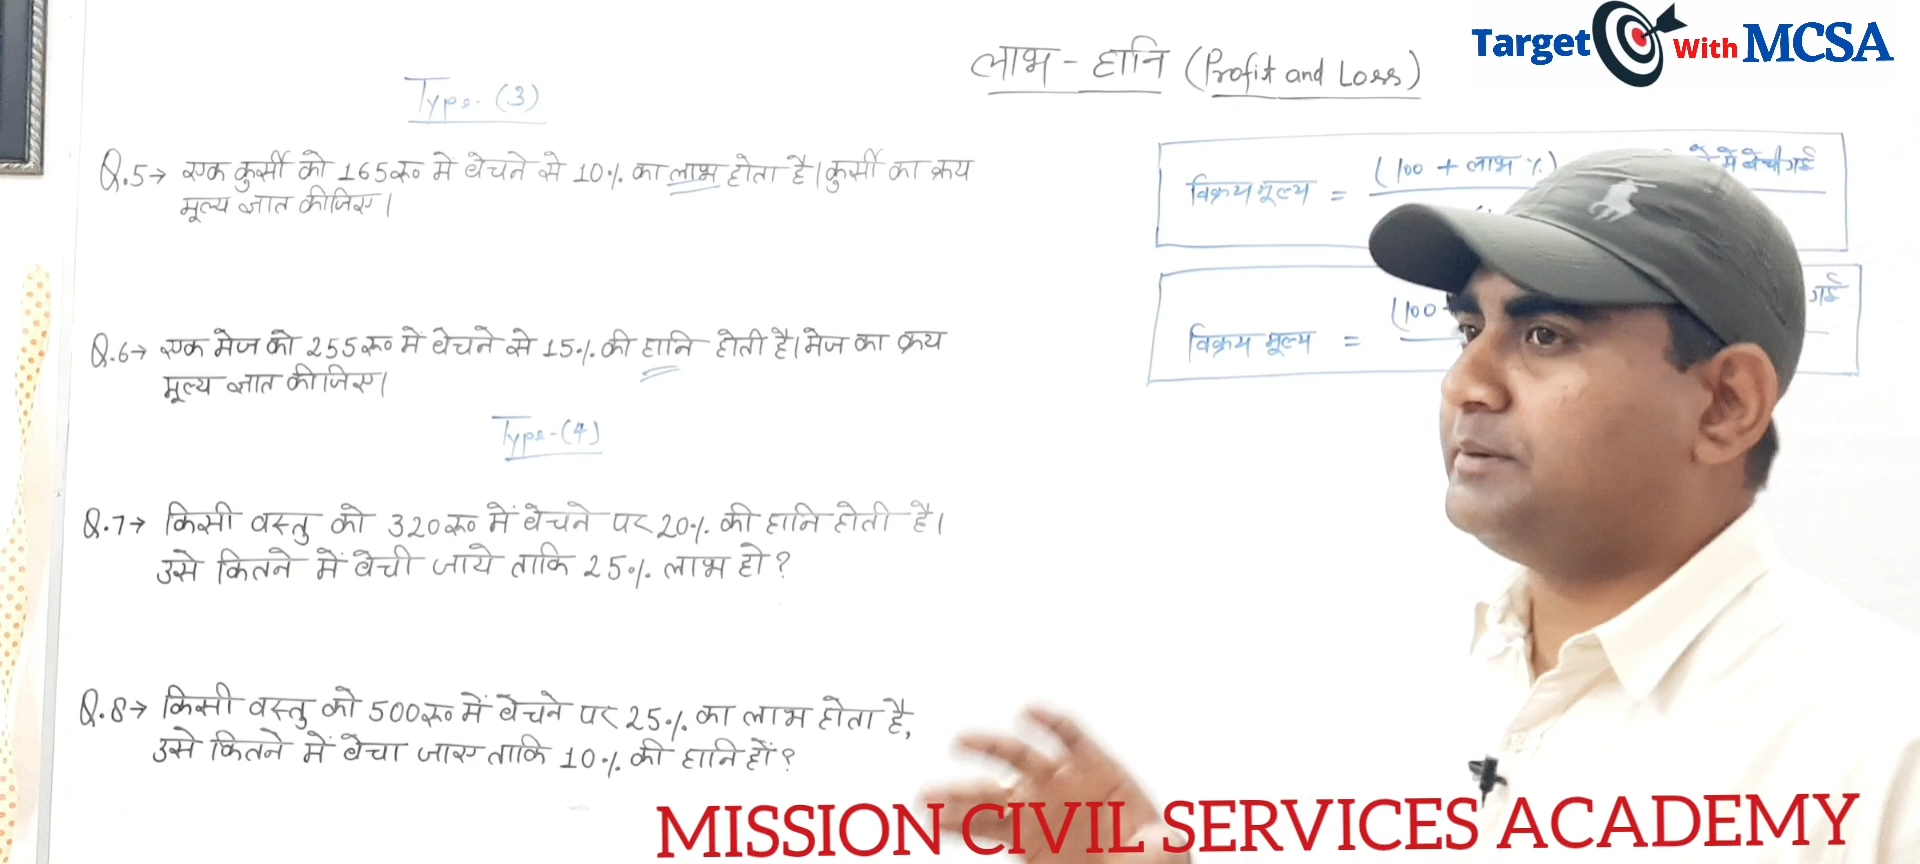 लाभ - हानि (Profit and Loss)
Target With MCSA
Type-(3)
Q.5→ एक कुर्सी को 165रू० मे बेचने से 10% का लाभ होता है। कुर्सी का क्रय
मूल्य ज्ञात कीजिए।
Q.6→ एक मेज को 255रू० में बेचने से 15% की हानि होती है। मेज का क्रय
मूल्य ज्ञात कीजिए।
Type-(4)
Q.7→ किसी वस्तु को 320रू० में बेचने पर 20% की हानि होती है।
उसे कितने में बेची जाये ताकि 25% लाभ हो?
Q.8→ किसी वस्तु को 500रू० में बेचने पर 25% का लाभ होता है,
उसे कितने में बेचा जाए ताकि 10% की हानि हों?
(100 + लाभ %) में बेची गई
विक्रय मूल्य =
(100 गई
विक्रय मूल्य =
MISSION CIVIL SERVICES ACADEMY